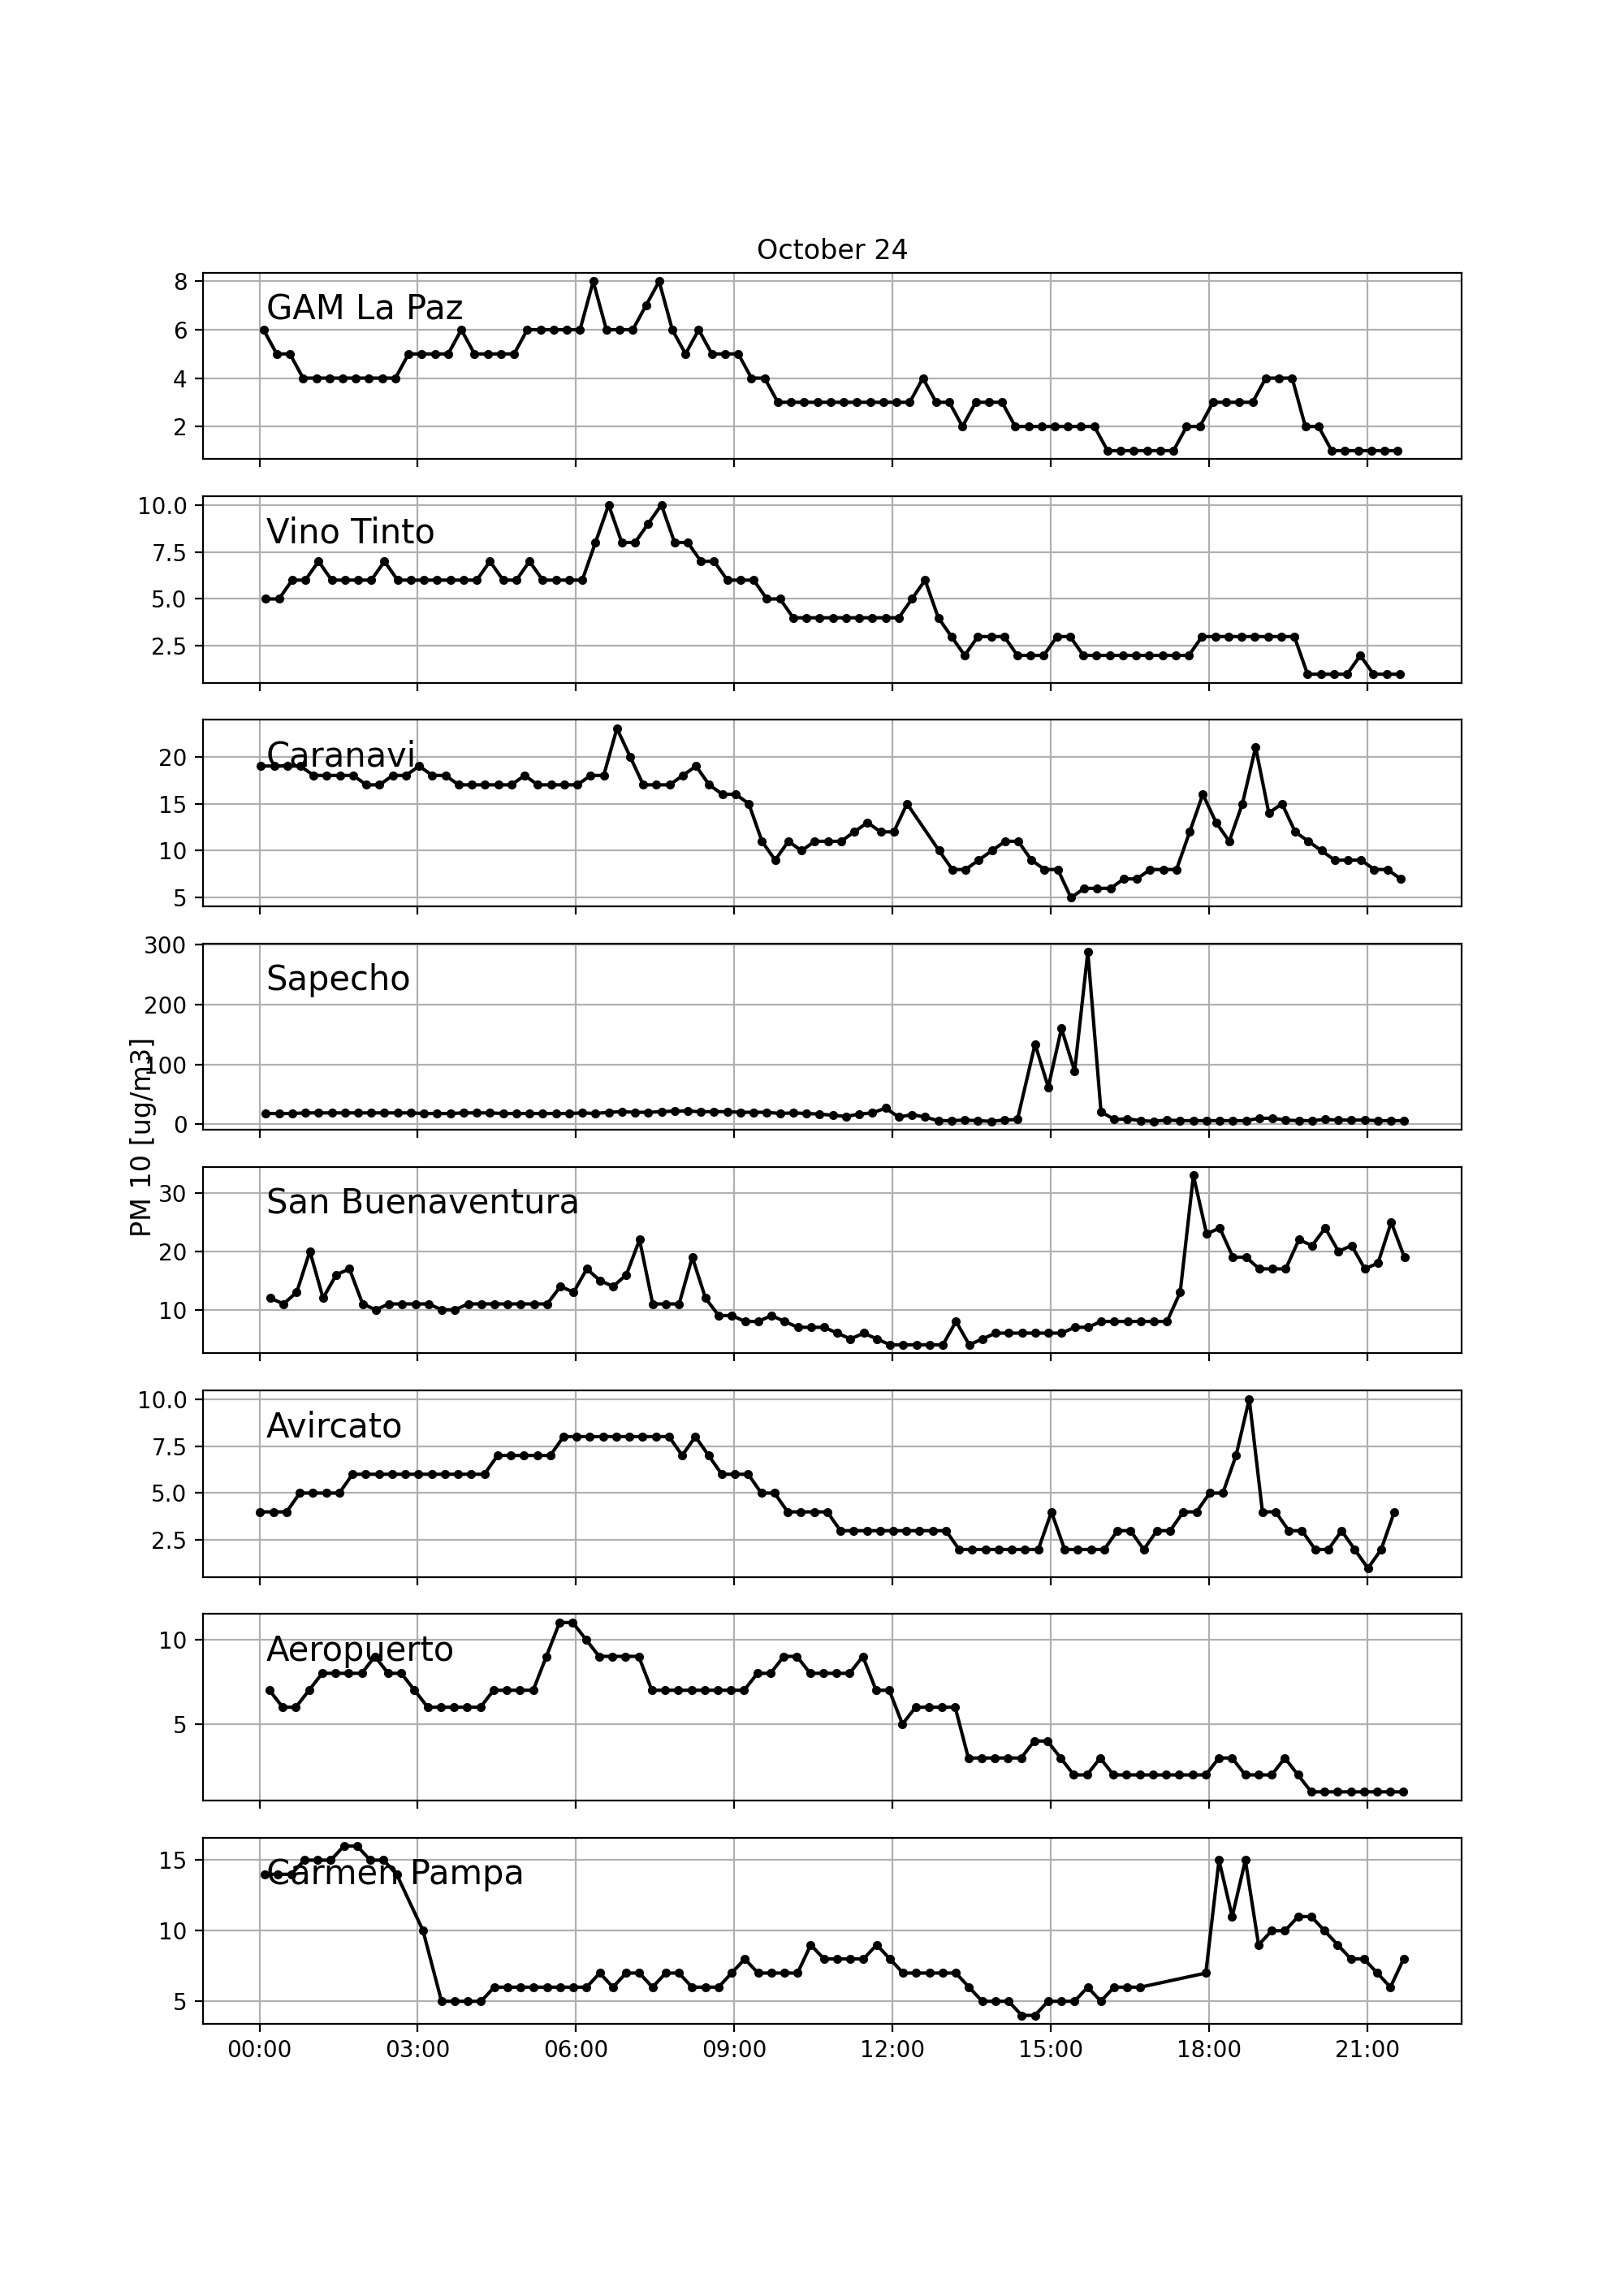 October 24
8
GAM La Paz
6
4
2
10.0
Vino Tinto
7.5
5.0
2.5
20
Caranavi
15
10
5
300
Sapecho
200
100
0
PM 10 [ug/m3]
30
San Buenaventura
20
10
10.0
Avircato
7.5
5.0
2.5
10
Aeropuerto
5
15
Carmen Pampa
10
5
00:00 03:00 06:00 09:00 12:00 15:00 18:00 21:00